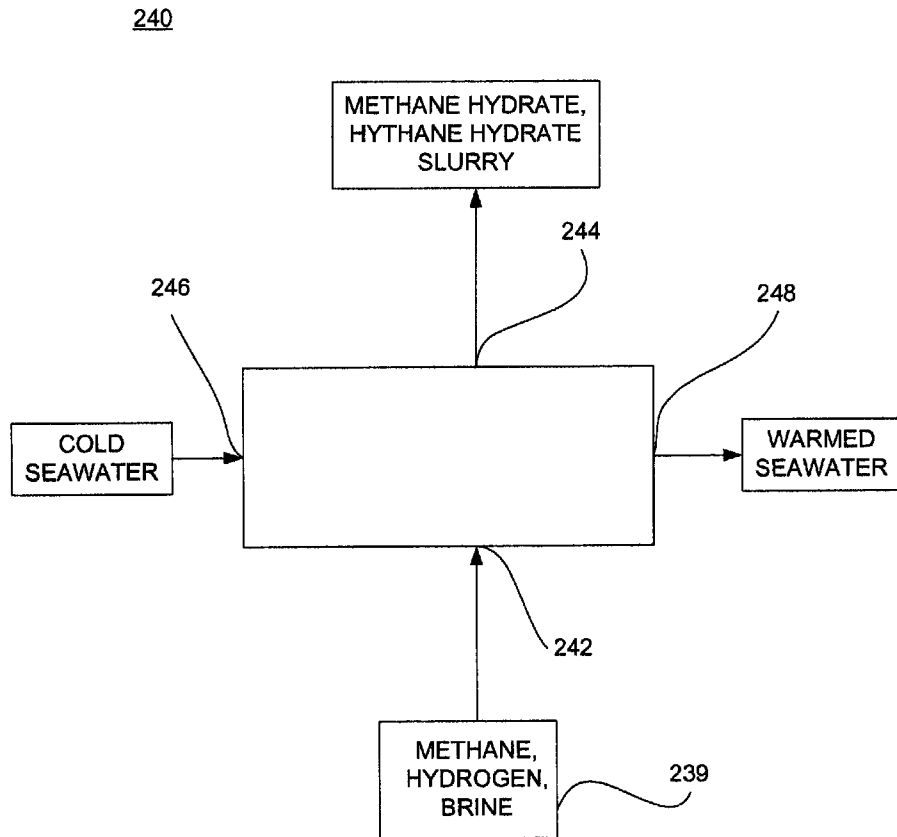 240
METHANE HYDRATE,
HYTHANE HYDRATE
SLURRY
244
246
248
COLD
SEAWATER
WARMED
SEAWATER
242
METHANE,
HYDROGEN,
BRINE
239